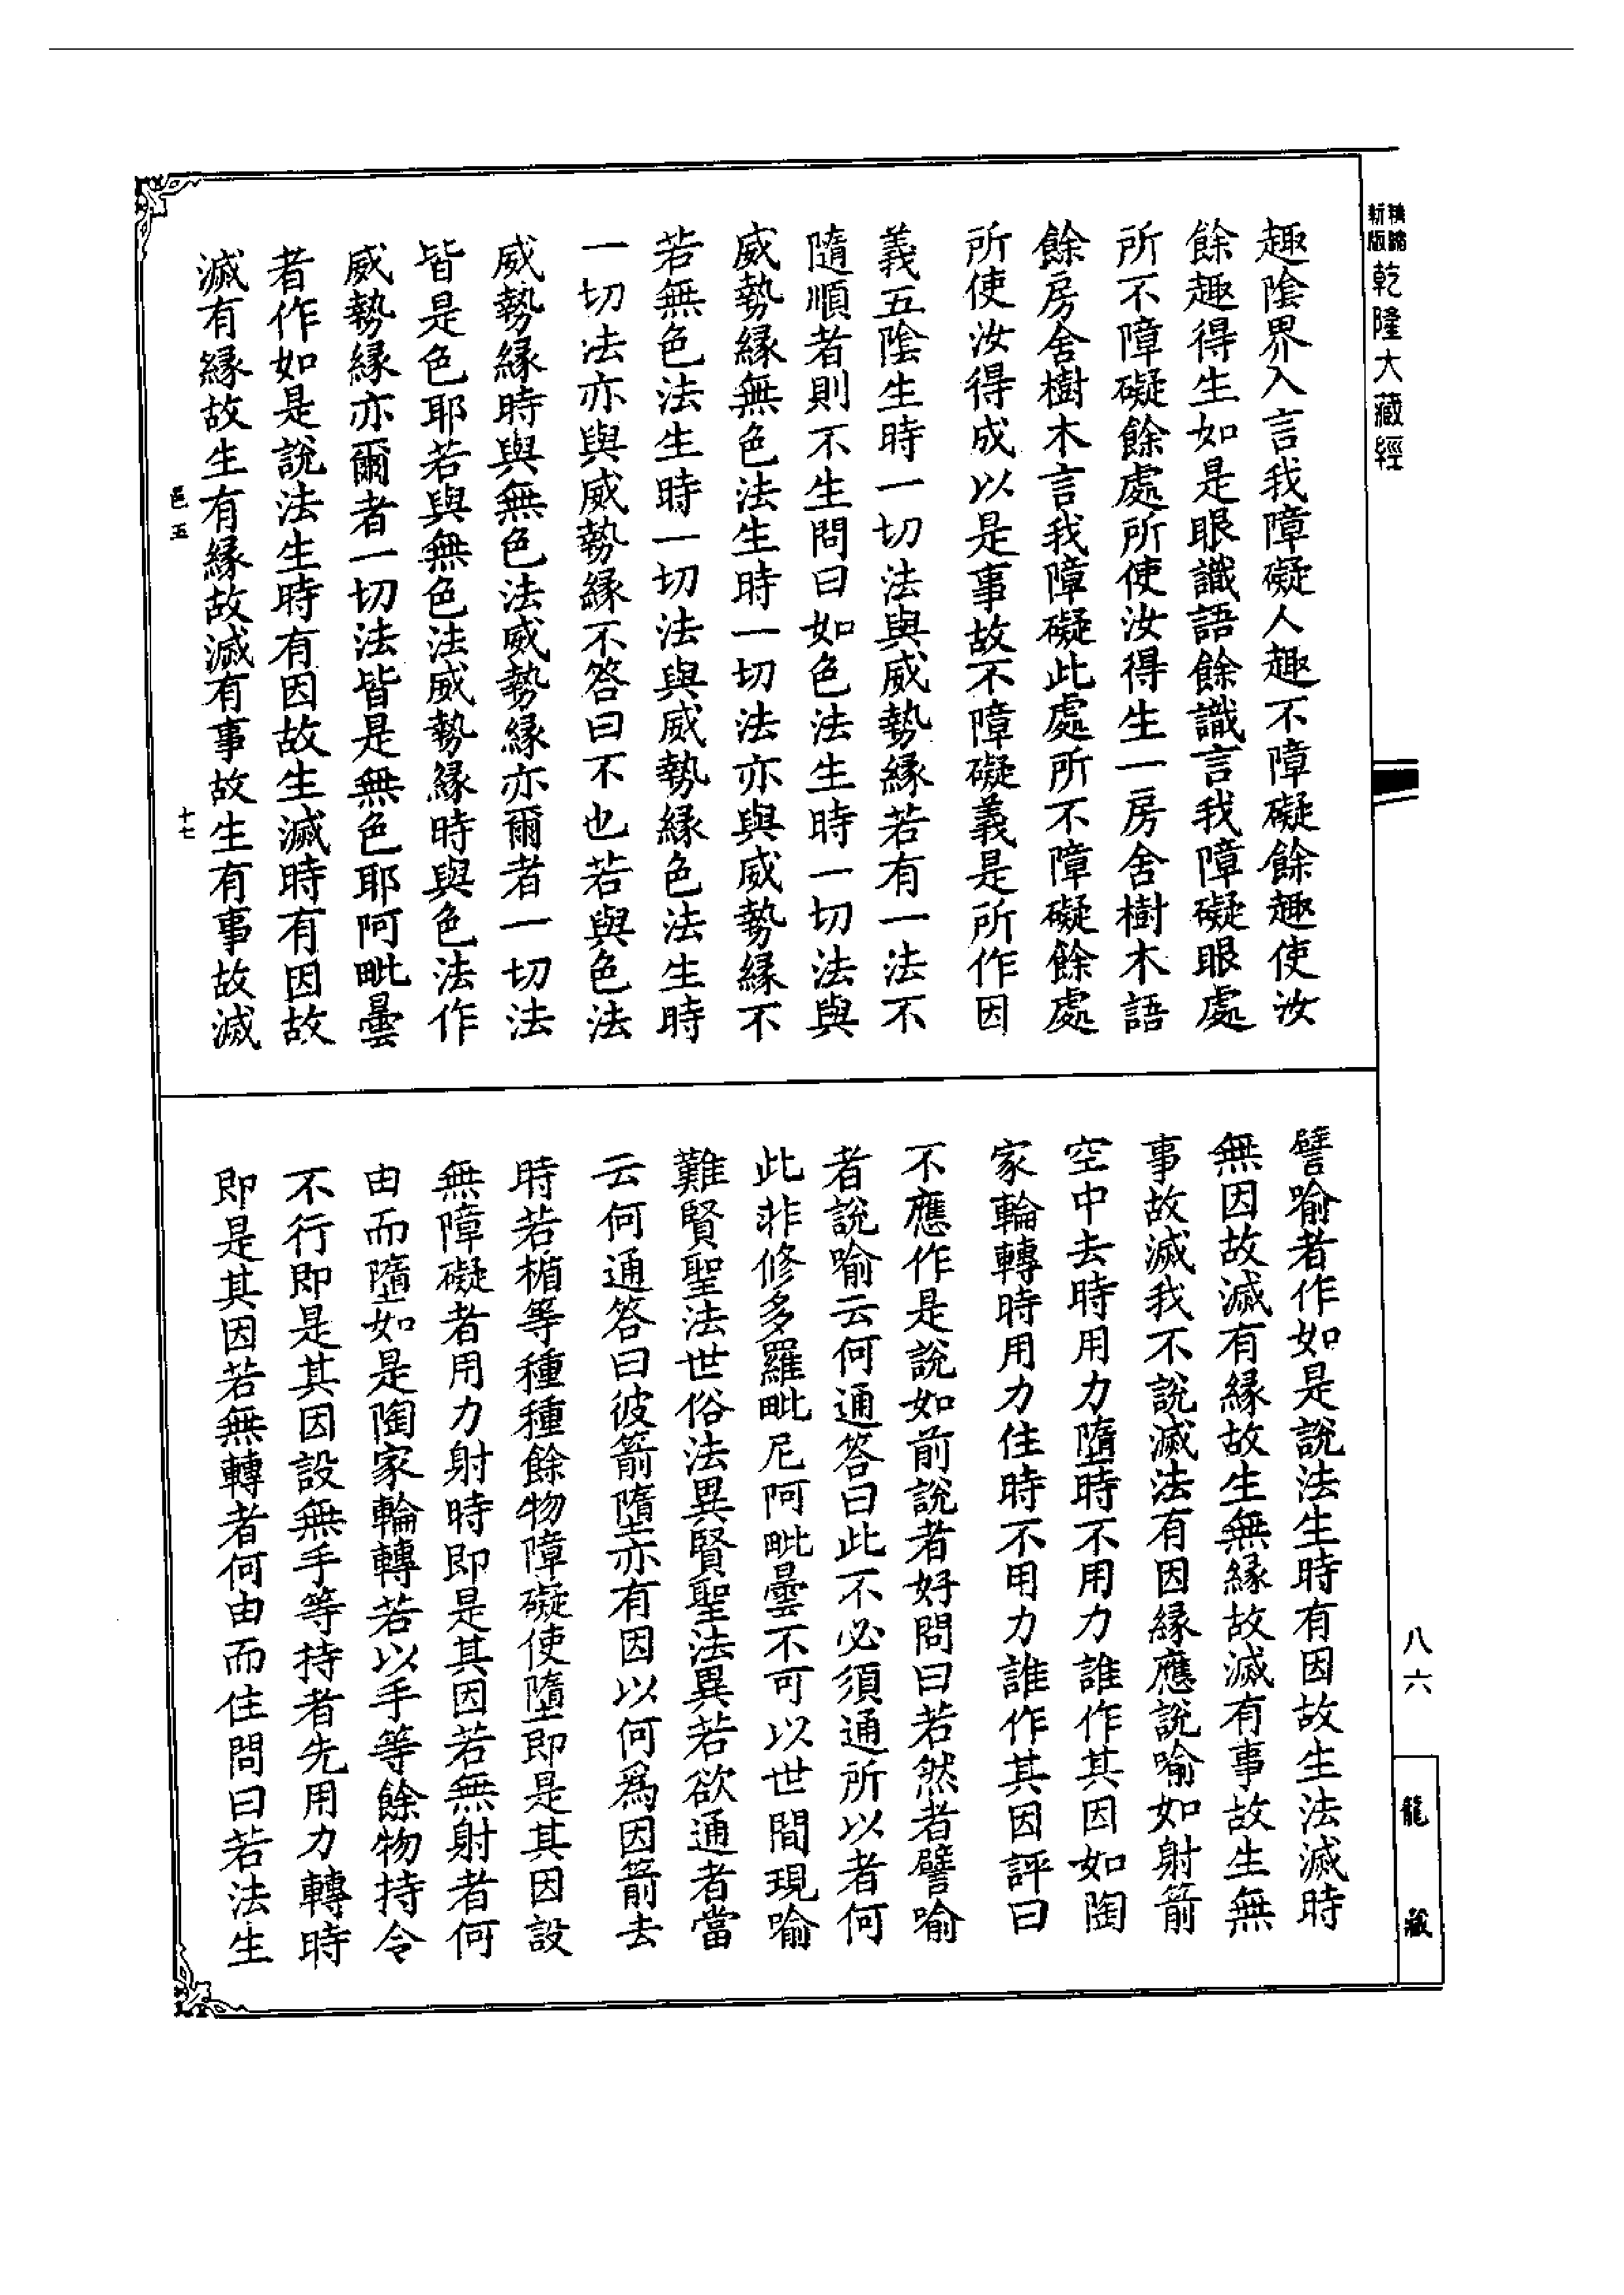 乾隆大藏經
趣陰界入言我障礙人趣不障礙餘趣使汝
餘趣得生如是眼識語餘識言我障礙眼處
所不障礙餘處所使汝得生一房舍樹木語
餘房舍樹木言我障礙此處所不障礙餘處
所使汝得成以是事故不障礙義是所作因
義五陰生時一切法與威勢緣若有一法不
隨順者則不生問曰如色法生時一切法與
威勢緣無色法生時一切法亦與威勢緣不
若無色法生時一切法與威勢緣色法生時
一切法亦與威勢緣不答曰不也若與色法
威勢緣時與無色法威勢緣亦爾者一切法
皆是色耶若與無色法威勢緣時與色法作
威勢緣亦爾者一切法皆是無色耶阿毗曇
者作如是說法生時有因故生滅時有因故
滅有緣故生有緣故滅有事故生有事故滅
邑五
十七
譬喻者作如是說法生時有因故生法滅時
無因故滅有緣故生無緣故滅有事故生無
事故滅我不說滅法有因緣應說喻如射箭
空中去時用力墮時不用力誰作其因如陶
家輪轉時用力住時不用力誰作其因評曰
不應作是說如前說者好問曰若然者譬喻
者說喻云何通答曰此不必須通所以者何
此非修多羅毗尼阿毗曇不可以世間現喻
難賢聖法世俗法異賢聖法異若欲通者當
云何通答曰彼箭墮亦有因以何爲因箭去
時若楯等種種餘物障礙使墮即是其因設
無障礙者用力射時即是其因若無射者何
由而墮如是陶家輪轉若以手等餘物持令
不行即是其因設無手等持者先用力轉時
即是其因若無轉者何由而住問曰若法生
八六
龍藏